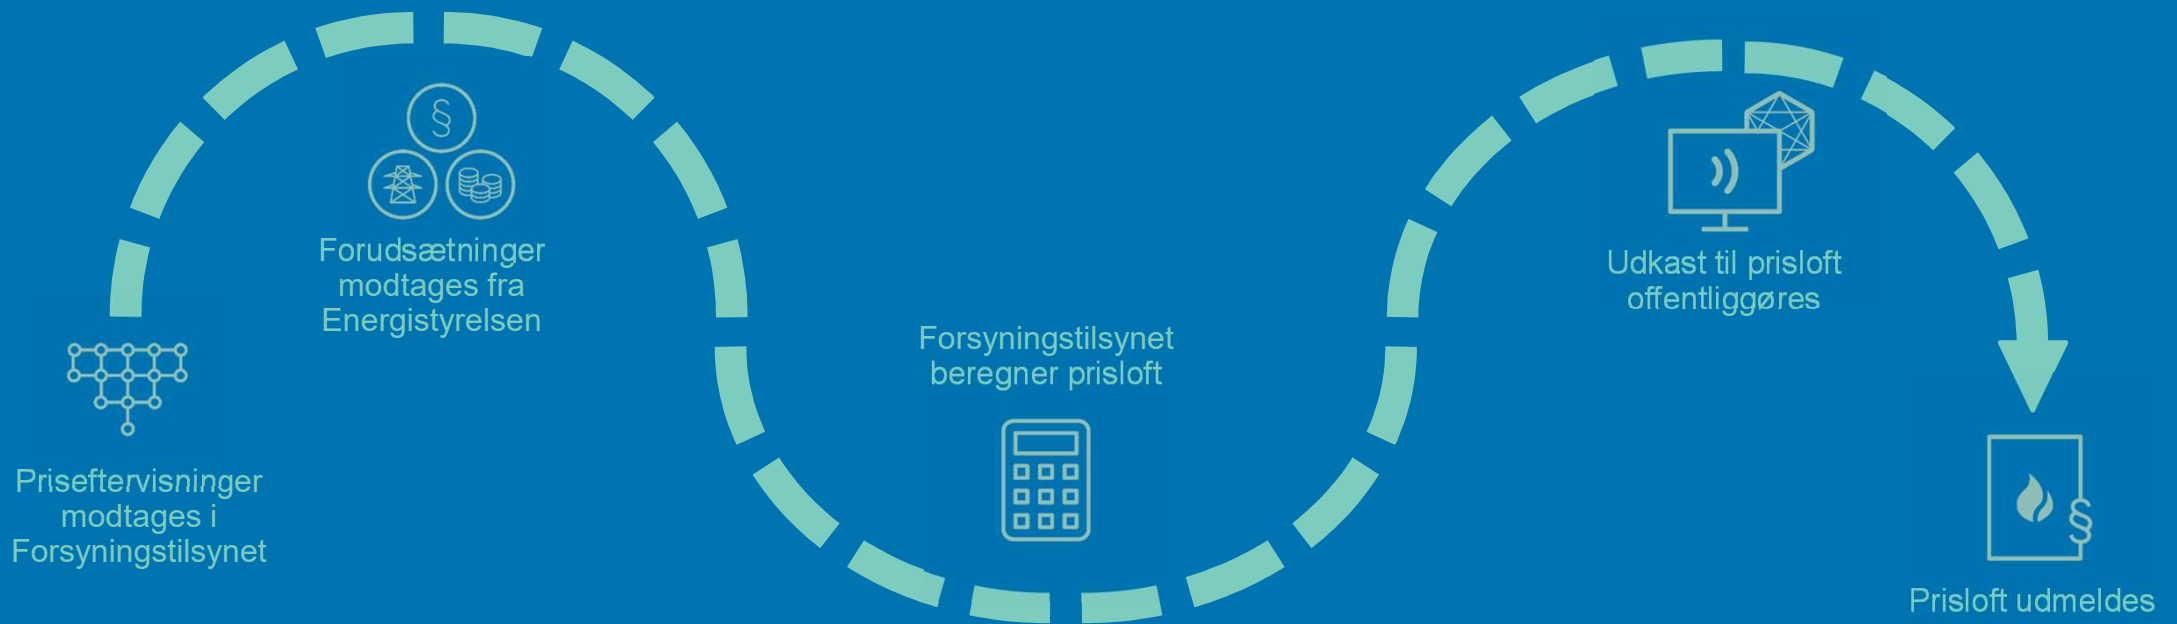 Priseftervisninger
modtages i
Forsyningstilsynet
Forudsætninger
modtages fra
Energistyrelsen
Forsyningstilsynet
beregner prisloft
Udkast til prisloft
offentliggøres
Prisloft udmeldes